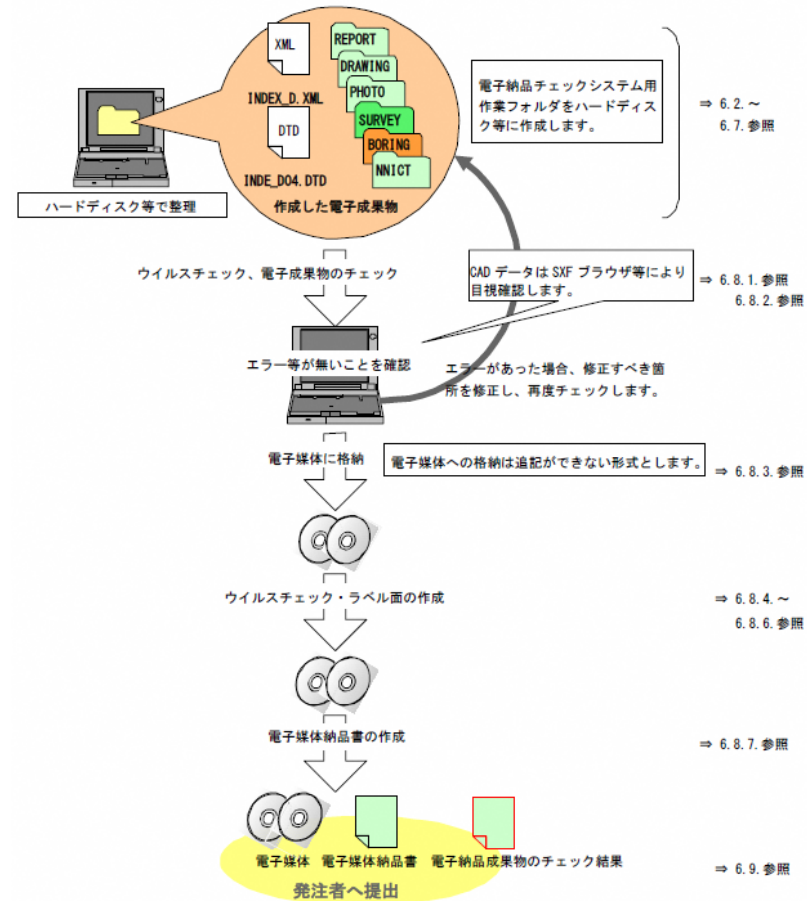 XML
REPORT
DRAWING
PHOTO
INDEX_D.XML
SURVEY
DTD
BORING
NNICT
INDE_D04.DTD
作成した電子成果物
ハードディスク等で整理
電子納品チェックシステム用
作業フォルダをハードディス
ク等に作成します。
⇒ 6.2.～
6.7.参照
ウイルスチェック、電子成果物のチェック
CAD データは SXF ブラウザ等により
目視確認します。
⇒ 6.8.1.参照
6.8.2.参照
エラー等が無いことを確認
エラーがあった場合、修正すべき箇
所を修正し、再度チェックします。
電子媒体に格納
電子媒体への格納は追記ができない形式とします。
⇒ 6.8.3.参照
ウイルスチェック・ラベル面の作成
⇒ 6.8.4.～
6.8.6.参照
電子媒体納品書の作成
⇒ 6.8.7.参照
電子媒体 電子媒体納品書 電子納品成果物のチェック結果
⇒ 6.9.参照
発注者へ提出